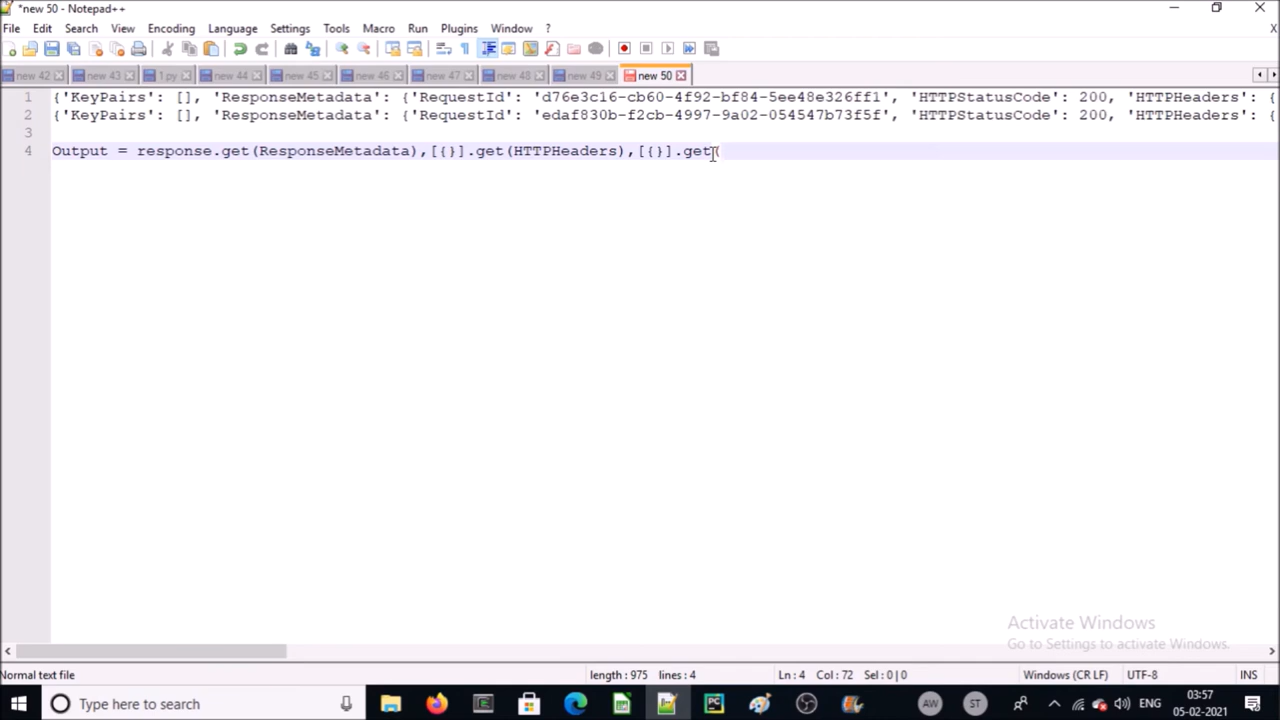 *new 50 - Notepad++
File Edit Search View Encoding Language Settings Tools Macro Run Plugins Window ? X
new 42 new 43 1.py new 44 new 45 new 46 new 47 new 48 new 49 new 50
1 {'KeyPairs': [], 'ResponseMetadata': {'RequestId': 'd76e3c16-cb60-4f92-bf84-5ee48e326ff1', 'HTTPStatusCode': 200, 'HTTPHeaders': {
2 {'KeyPairs': [], 'ResponseMetadata': {'RequestId': 'edaf830b-f2cb-4997-9a02-054547b73f5f', 'HTTPStatusCode': 200, 'HTTPHeaders': {
3
4 Output = response.get(ResponseMetadata),[{}].get(HTTPHeaders),[{}].get(
Activate Windows
Go to Settings to activate Windows.
Normal text file length : 975 lines : 4 Ln : 4 Col : 72 Sel : 0 | 0 Windows (CR LF) UTF-8 INS
Type here to search AW ST ENG 03:57
05-02-2021